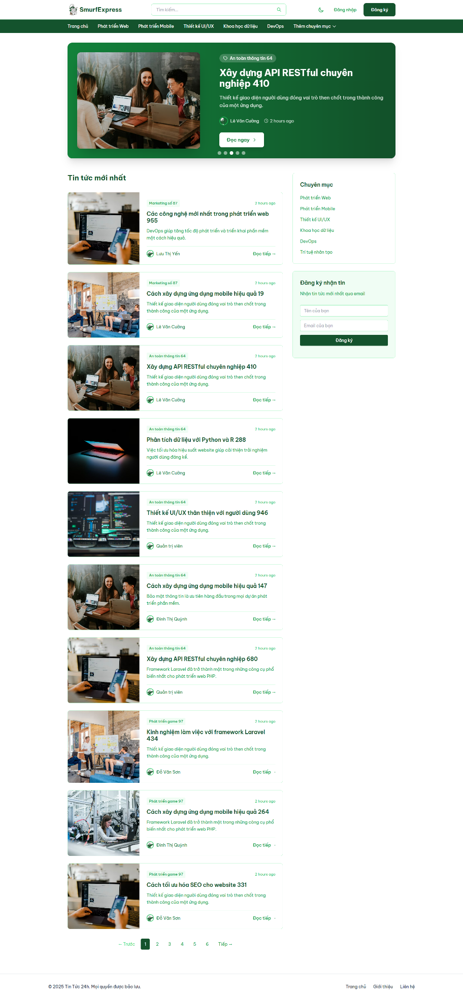 SmurfExpress
Tìm kiếm...
Đăng nhập
Đăng ký
Trang chủ
Phát triển Web
Phát triển Mobile
Thiết kế UI/UX
Khoa học dữ liệu
DevOps
Thêm chuyên mục
An toàn thông tin 64
Xây dựng API RESTful chuyên
nghiệp 410
Thiết kế giao diện người dùng đóng vai trò then chốt trong thành công
của một ứng dụng.
Lê Văn Cường
2 hours ago
Đọc ngay
Tin tức mới nhất
Marketing số 87
2 hours ago
Các công nghệ mới nhất trong phát triển web
955
DevOps giúp tăng tốc độ phát triển và triển khai phần mềm
một cách hiệu quả.
Lưu Thị Yến
Đọc tiếp →
Marketing số 87
2 hours ago
Cách xây dựng ứng dụng mobile hiệu quả 19
Thiết kế giao diện người dùng đóng vai trò then chốt trong
thành công của một ứng dụng.
Lê Văn Cường
Đọc tiếp →
An toàn thông tin 64
2 hours ago
Xây dựng API RESTful chuyên nghiệp 410
Thiết kế giao diện người dùng đóng vai trò then chốt trong
thành công của một ứng dụng.
Lê Văn Cường
Đọc tiếp →
An toàn thông tin 64
2 hours ago
Phân tích dữ liệu với Python và R 288
Việc tối ưu hóa hiệu suất website giúp cải thiện trải nghiệm
người dùng đáng kể.
Lê Văn Cường
Đọc tiếp →
An toàn thông tin 64
2 hours ago
Thiết kế UI/UX thân thiện với người dùng 946
Thiết kế giao diện người dùng đóng vai trò then chốt trong
thành công của một ứng dụng.
Quản trị viên
Đọc tiếp →
An toàn thông tin 64
2 hours ago
Cách xây dựng ứng dụng mobile hiệu quả 147
Bảo mật thông tin là ưu tiên hàng đầu trong mọi dự án phát
triển phần mềm.
Đinh Thị Quỳnh
Đọc tiếp →
An toàn thông tin 64
2 hours ago
Xây dựng API RESTful chuyên nghiệp 680
Framework Laravel đã trở thành một trong những công cụ phổ
biến nhất cho phát triển web PHP.
Quản trị viên
Đọc tiếp →
Phát triển game 97
2 hours ago
Kinh nghiệm làm việc với framework Laravel
434
Thiết kế giao diện người dùng đóng vai trò then chốt trong
thành công của một ứng dụng.
Đỗ Văn Sơn
Đọc tiếp
Phát triển game 97
2 hours ago
Cách xây dựng ứng dụng mobile hiệu quả 264
Framework Laravel đã trở thành một trong những công cụ phổ
biến nhất cho phát triển web PHP.
Đinh Thị Quỳnh
Đọc tiếp
Phát triển game 97
2 hours ago
Cách tối ưu hóa SEO cho website 331
Thiết kế giao diện người dùng đóng vai trò then chốt trong
thành công của một ứng dụng.
Đỗ Văn Sơn
Đọc tiếp
← Trước 1 2 3 4 5 6 Tiếp →
Chuyên mục
Phát triển Web
Phát triển Mobile
Thiết kế UI/UX
Khoa học dữ liệu
DevOps
Trí tuệ nhân tạo
Đăng ký nhận tin
Nhận tin tức mới nhất qua email
Tên của bạn
Email của bạn
Đăng ký
© 2025 Tin Tức 24h. Mọi quyền được bảo lưu.
Trang chủ
Giới thiệu
Liên hệ